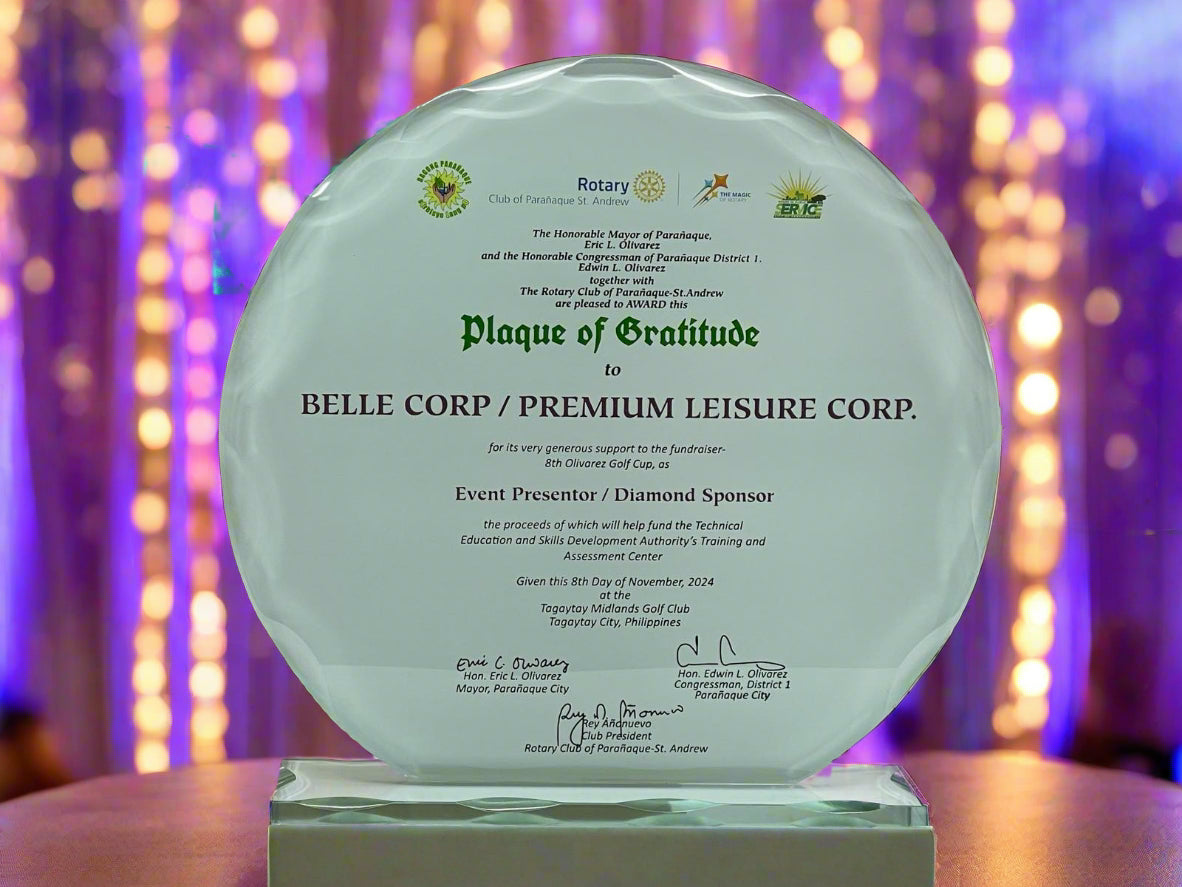 BAGONG PARAÑAQUE
Rotary
Club of Parañaque St. Andrew
THE MAGIC
OF ROTARY
The Honorable Mayor of Parañaque,
Eric L. Olivarez
and the Honorable Congressman of Parañaque District 1.
Edwin L. Olivarez
together with
The Rotary Club of Parañaque-St.Andrew
are pleased to AWARD this
Plaque of Gratitude
to
BELLE CORP / PREMIUM LEISURE CORP.
for its very generous support to the fundraiser-
8th Olivarez Golf Cup, as
Event Presentor / Diamond Sponsor
the proceeds of which will help fund the Technical
Education and Skills Development Authority's Training and
Assessment Center
Given this 8th Day of November, 2024
at the
Tagaytay Midlands Golf Club
Tagaytay City, Philippines
Hon. Eric L. Olivarez
Mayor, Parañaque City
Hon. Edwin L. Olivarez
Congressman, District 1
Parañaque City
Rey Añonuevo
Club President
Rotary Club of Parañaque-St. Andrew